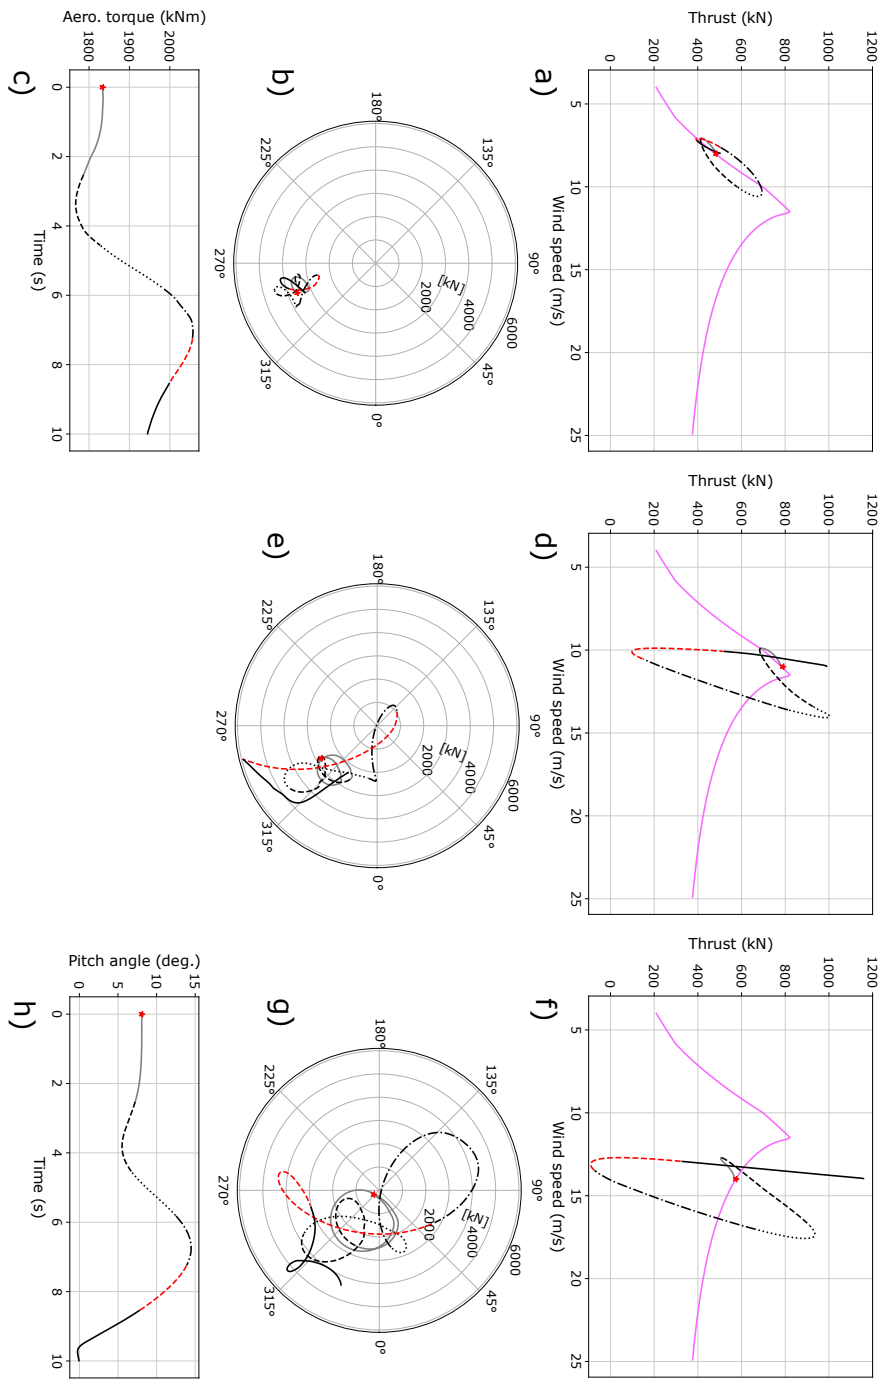 1200
1000
800
600
400
200
0
Thrust (kN)
5 10 15 20 25
Wind speed (m/s)
a)
1200
1000
800
600
400
200
0
Thrust (kN)
5 10 15 20 25
Wind speed (m/s)
d)
1200
1000
800
600
400
200
0
Thrust (kN)
5 10 15 20 25
Wind speed (m/s)
f)
90°
135° 45°
6000
4000
[kN]
2000
180° 0°
225° 315°
270°
b)
90°
135° 45°
6000
4000
[kN]
2000
180° 0°
225° 315°
270°
e)
90°
135° 45°
6000
4000
[kN]
2000
180° 0°
225° 315°
270°
g)
2000
1900
1800
Aero. torque (kNm)
0 2 4 6 8 10
Time (s)
c)
15
10
5
0
Pitch angle (deg.)
0 2 4 6 8 10
Time (s)
h)